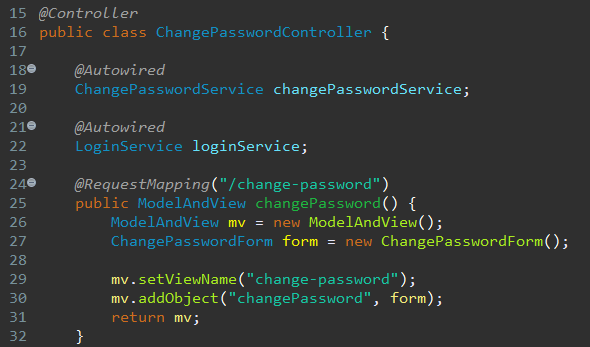 15 @Controller
16 public class ChangePasswordController {
17
18 @Autowired
19 ChangePasswordService changePasswordService;
20
21 @Autowired
22 LoginService loginService;
23
24 @RequestMapping("/change-password")
25 public ModelAndView changePassword() {
26 ModelAndView mv = new ModelAndView();
27 ChangePasswordForm form = new ChangePasswordForm();
28
29 mv.setViewName("change-password");
30 mv.addObject("changePassword", form);
31 return mv;
32 }